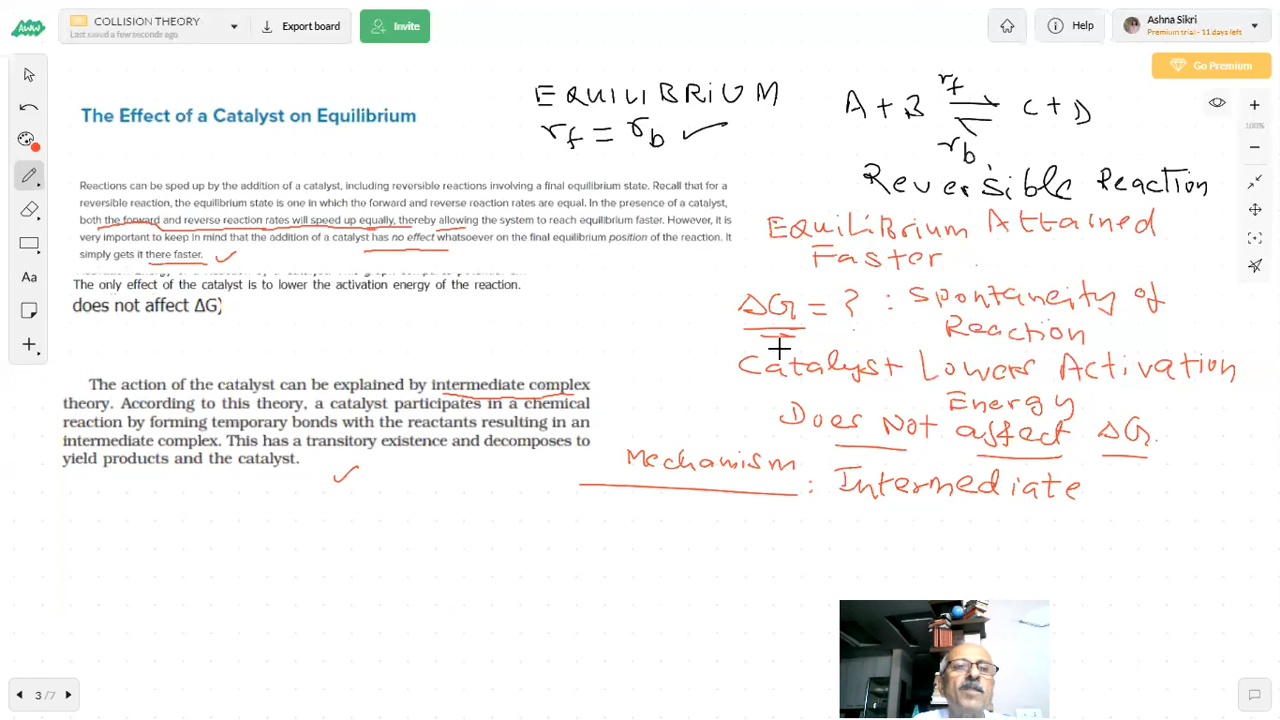 COLLISION THEORY
Last saved a few seconds ago
Export board
Invite
Help
Ashna Sikri
Premium trial - 11 days left
Go Premium
100%
The Effect of a Catalyst on Equilibrium
EQUILIBRIUM
rf = rb ✓
A + B ⇌ C + D
rf
rb
Reversible Reaction
Reactions can be sped up by the addition of a catalyst, including reversible reactions involving a final equilibrium state. Recall that for a
reversible reaction, the equilibrium state is one in which the forward and reverse reaction rates are equal. In the presence of a catalyst,
both the forward and reverse reaction rates will speed up equally, thereby allowing the system to reach equilibrium faster. However, it is
very important to keep in mind that the addition of a catalyst has no effect whatsoever on the final equilibrium position of the reaction. It
simply gets it there faster.
The only effect of the catalyst is to lower the activation energy of the reaction.
does not affect ΔG)
Equilibrium Attained
Faster
ΔG = ? : Spontaneity of
Reaction
Catalyst Lowers Activation
Energy
Does Not affect ΔG.
The action of the catalyst can be explained by intermediate complex
theory. According to this theory, a catalyst participates in a chemical
reaction by forming temporary bonds with the reactants resulting in an
intermediate complex. This has a transitory existence and decomposes to
yield products and the catalyst.
Mechamism : Intermediate
Aa
3 / 7